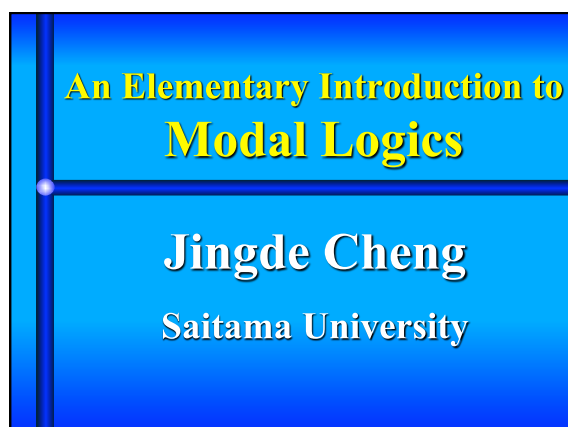 An Elementary Introduction to
Modal Logics
Jingde Cheng
Saitama University